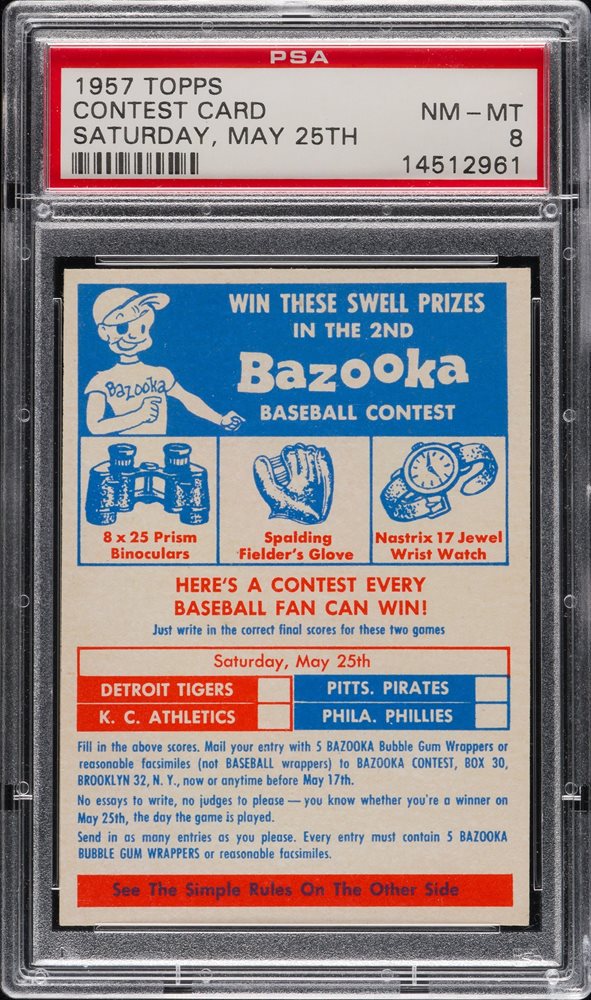 PSA
1957 TOPPS
CONTEST CARD
SATURDAY, MAY 25TH
NM - MT
8
14512961
WIN THESE SWELL PRIZES
IN THE 2ND
Bazooka
BASEBALL CONTEST
Bazooka
8 x 25 Prism
Binoculars
Spalding
Fielder's Glove
Nastrix 17 Jewel
Wrist Watch
HERE'S A CONTEST EVERY
BASEBALL FAN CAN WIN!
Just write in the correct final scores for these two games
Saturday, May 25th
DETROIT TIGERS
K. C. ATHLETICS
PITTS. PIRATES
PHILA. PHILLIES
Fill in the above scores. Mail your entry with 5 BAZOOKA Bubble Gum Wrappers or
reasonable facsimiles (not BASEBALL wrappers) to BAZOOKA CONTEST, BOX 30,
BROOKLYN 32, N. Y., now or anytime before May 17th.
No essays to write, no judges to please — you know whether you're a winner on
May 25th, the day the game is played.
Send in as many entries as you please. Every entry must contain 5 BAZOOKA
BUBBLE GUM WRAPPERS or reasonable facsimiles.
See The Simple Rules On The Other Side